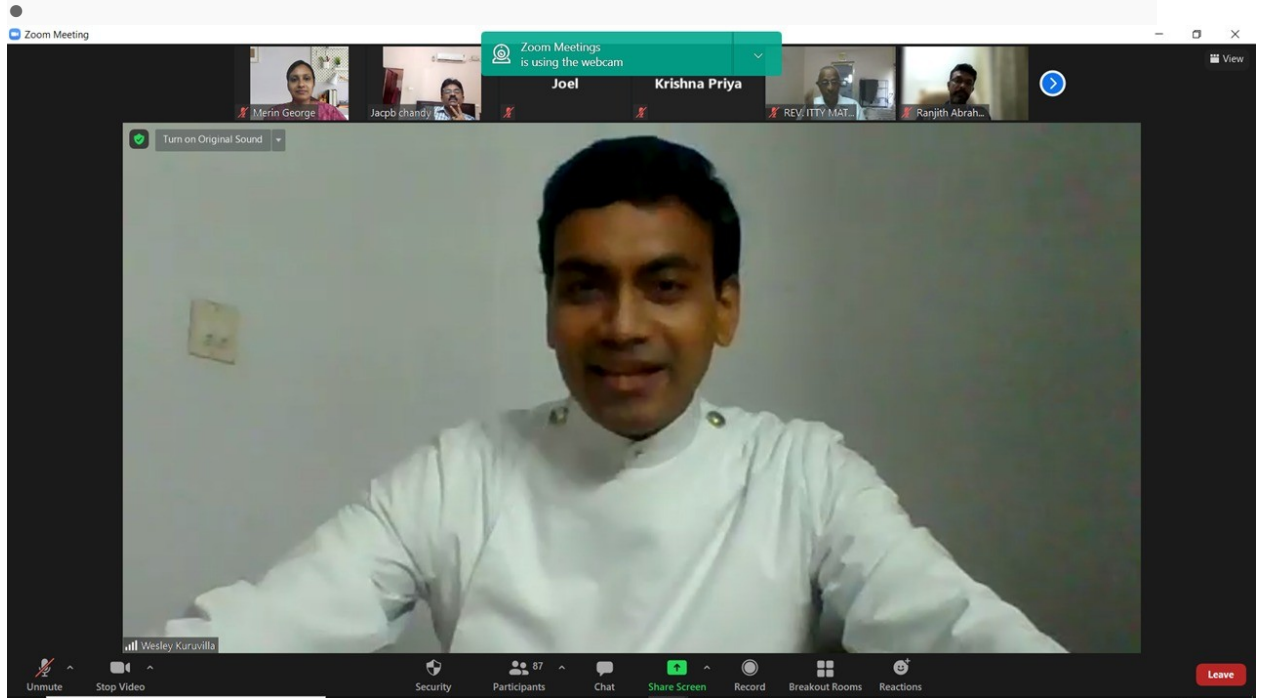 Zoom Meeting
Zoom Meetings
is using the webcam
View
Merin George
Jacpb chandy
Joel
Krishna Priya
REV. ITTY MAT...
Ranjith Abrah...
Turn on Original Sound
Wesley Kuruvilla
Unmute
Stop Video
Security
Participants
87
Chat
Share Screen
Record
Breakout Rooms
Reactions
Leave